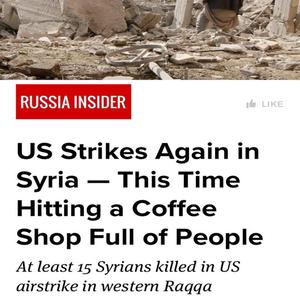 RUSSIA INSIDER
LIKE
US Strikes Again in
Syria — This Time
Hitting a Coffee
Shop Full of People
At least 15 Syrians killed in US
airstrike in western Raqqa